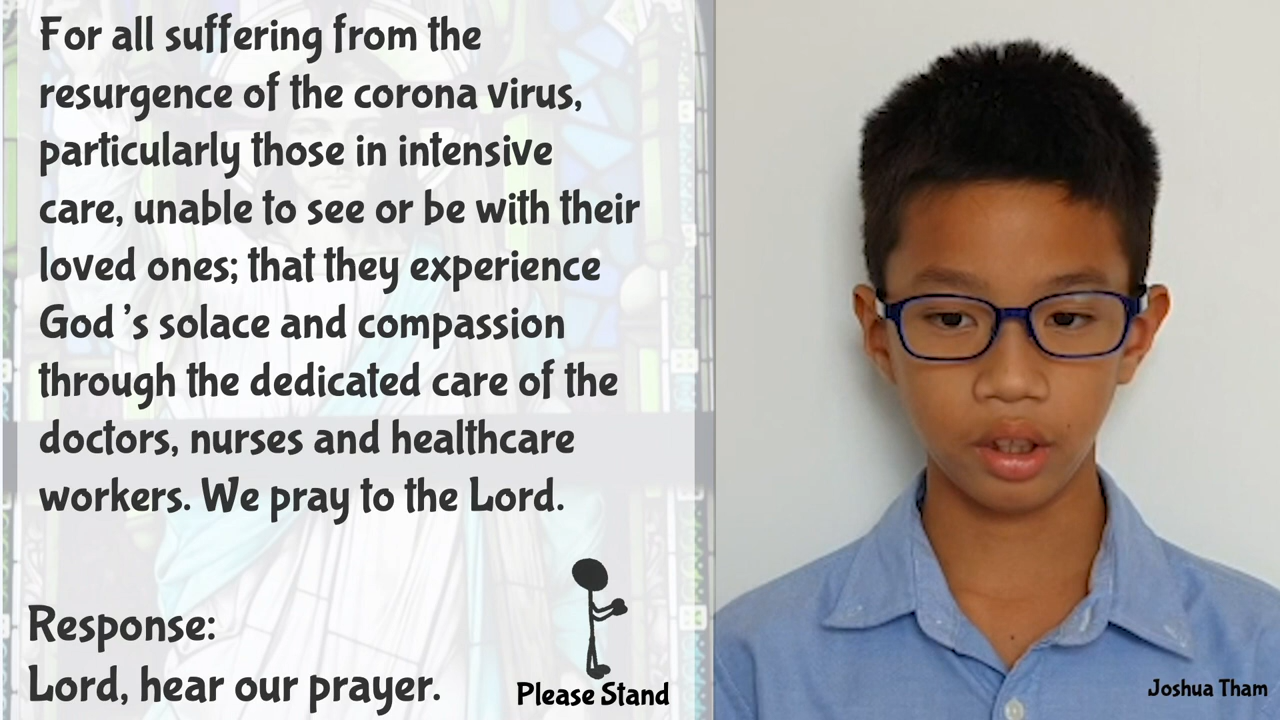 For all suffering from the
resurgence of the corona virus,
particularly those in intensive
care, unable to see or be with their
loved ones; that they experience
God 's solace and compassion
through the dedicated care of the
doctors, nurses and healthcare
workers. We pray to the Lord.
Response:
Lord, hear our prayer.
Please Stand
Joshua Tham